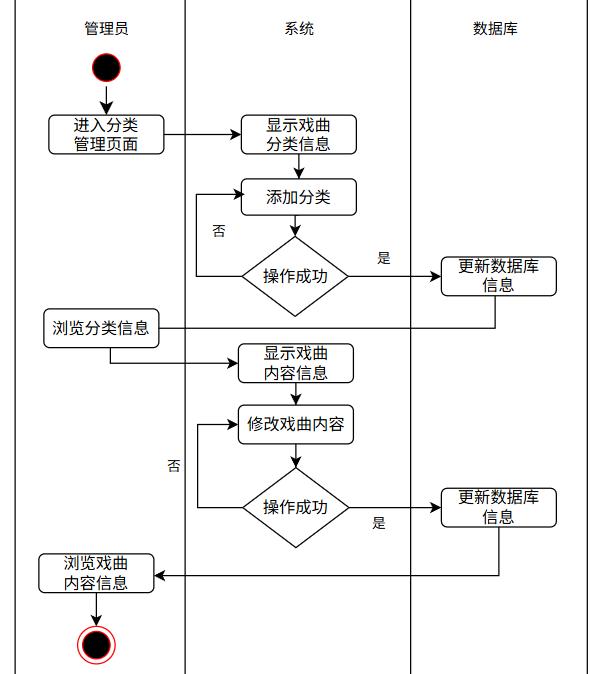 管理员
系统
数据库
进入分类
管理页面
显示戏曲
分类信息
添加分类
否
操作成功
是
更新数据库
信息
浏览分类信息
显示戏曲
内容信息
修改戏曲内容
否
操作成功
是
更新数据库
信息
浏览戏曲
内容信息